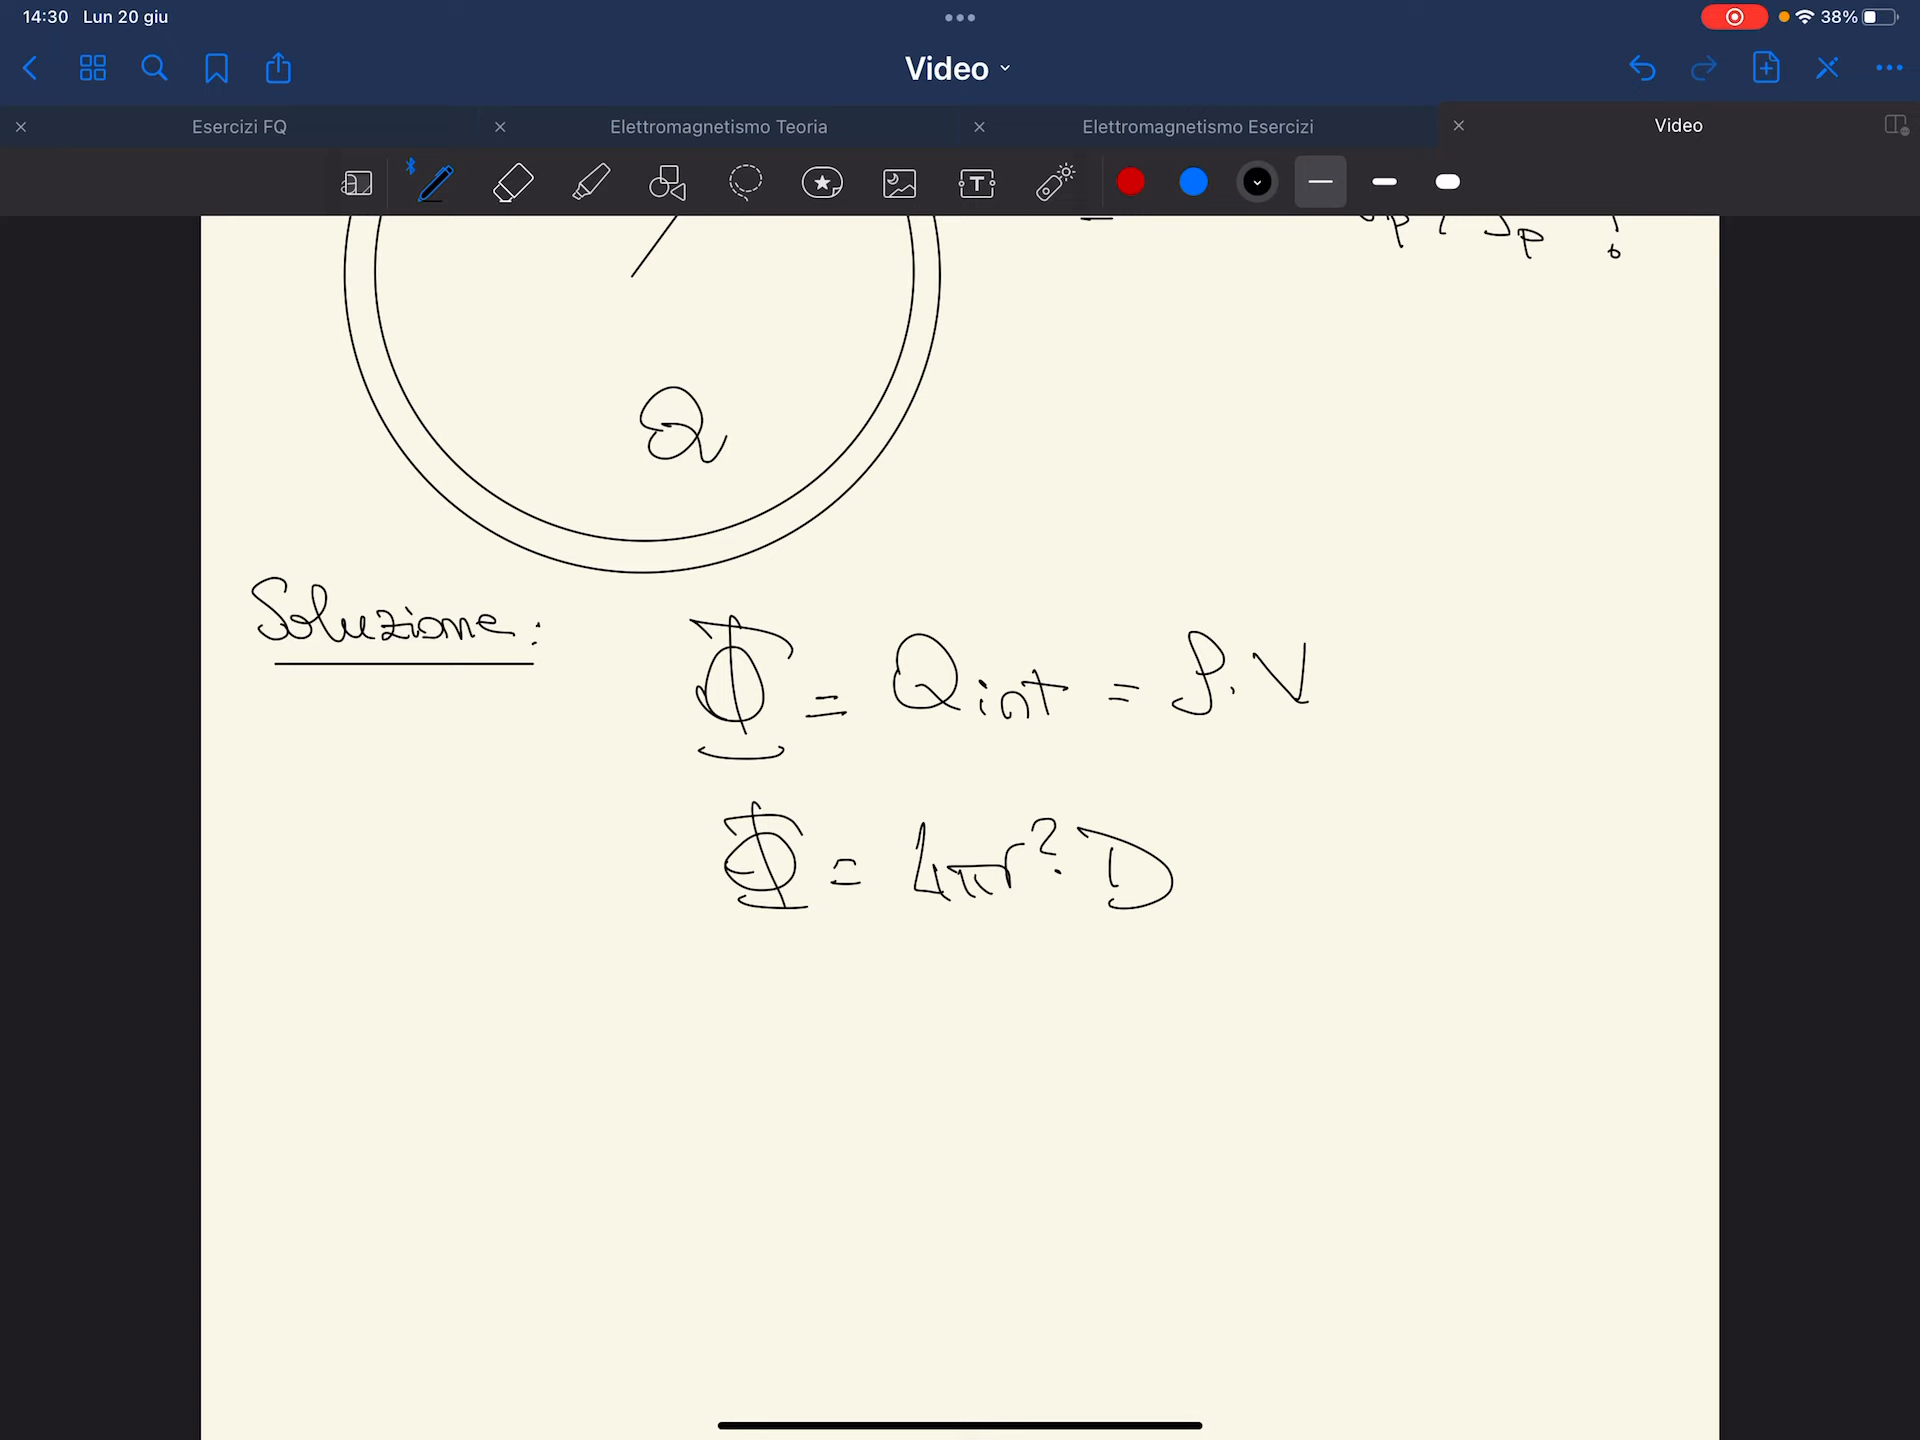 14:30 Lun 20 giu
38%
Video
Esercizi FQ
Elettromagnetismo Teoria
Elettromagnetismo Esercizi
Video
Q
Soluzione:
Φ = Qint = ρ. V
Φ = 4πr². D